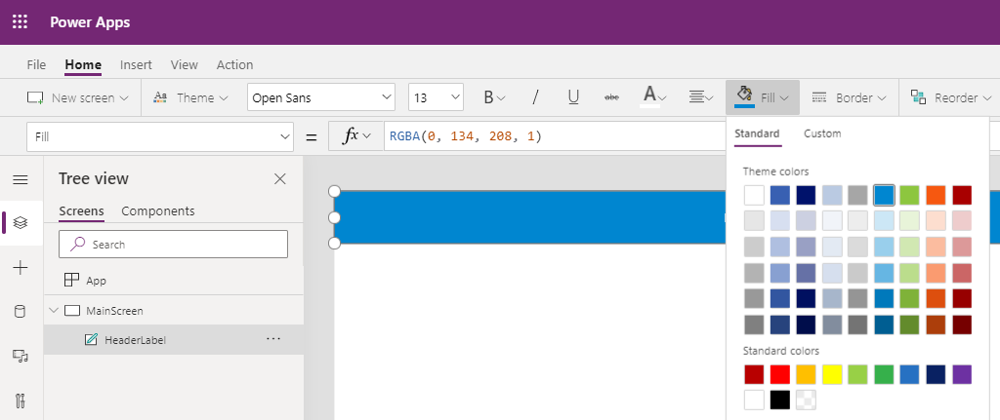 Power Apps
File Home Insert View Action
New screen Theme Open Sans 13 B / U abc A Fill Border Reorder
Fill = fx RGBA(0, 134, 208, 1)
Standard Custom
Tree view
Screens Components
Search
App
MainScreen
HeaderLabel
Theme colors
Standard colors